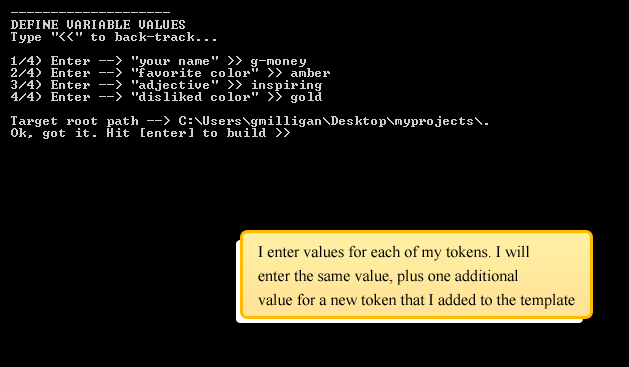 --------------------
DEFINE VARIABLE VALUES
Type "<<" to back-track...
1/4) Enter --> "your name" >> g-money
2/4) Enter --> "favorite color" >> amber
3/4) Enter --> "adjective" >> inspiring
4/4) Enter --> "disliked color" >> gold
Target root path --> C:\Users\gmilligan\Desktop\myprojects\.
Ok, got it. Hit [enter] to build >>
I enter values for each of my tokens. I will
enter the same value, plus one additional
value for a new token that I added to the template